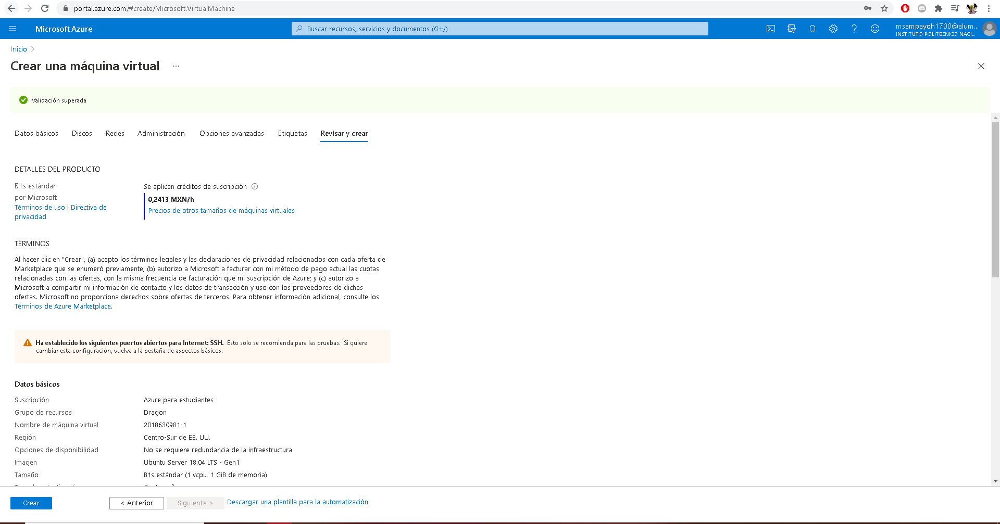 portal.azure.com/#create/Microsoft.VirtualMachine
Microsoft Azure
Buscar recursos, servicios y documentos (G+/)
msampayoh1700@alum...
INSTITUTO POLITECNICO NACI...
Inicio >
Crear una máquina virtual ...
Validación superada
Datos básicos Discos Redes Administración Opciones avanzadas Etiquetas Revisar y crear
DETALLES DEL PRODUCTO
B1s estándar
por Microsoft
Términos de uso | Directiva de
privacidad
Se aplican créditos de suscripción
0,2413 MXN/h
Precios de otros tamaños de máquinas virtuales
TÉRMINOS
Al hacer clic en "Crear", (a) acepto los términos legales y las declaraciones de privacidad relacionados con cada oferta de
Marketplace que se enumeró previamente; (b) autorizo a Microsoft a facturar con mi método de pago actual las cuotas
relacionadas con las ofertas, con la misma frecuencia de facturación que mi suscripción de Azure; y (c) autorizo a
Microsoft a compartir mi información de contacto y los datos de transacción y uso con los proveedores de dichas
ofertas. Microsoft no proporciona derechos sobre ofertas de terceros. Para obtener información adicional, consulte los
Términos de Azure Marketplace.
Ha establecido los siguientes puertos abiertos para Internet: SSH. Esto solo se recomienda para las pruebas. Si quiere
cambiar esta configuración, vuelva a la pestaña de aspectos básicos.
Datos básicos
Suscripción Azure para estudiantes
Grupo de recursos Dragon
Nombre de máquina virtual 2018630981-1
Región Centro-Sur de EE. UU.
Opciones de disponibilidad No se requiere redundancia de la infraestructura
Imagen Ubuntu Server 18.04 LTS - Gen1
Tamaño B1s estándar (1 vcpu, 1 GiB de memoria)
Crear < Anterior Siguiente > Descargar una plantilla para la automatización